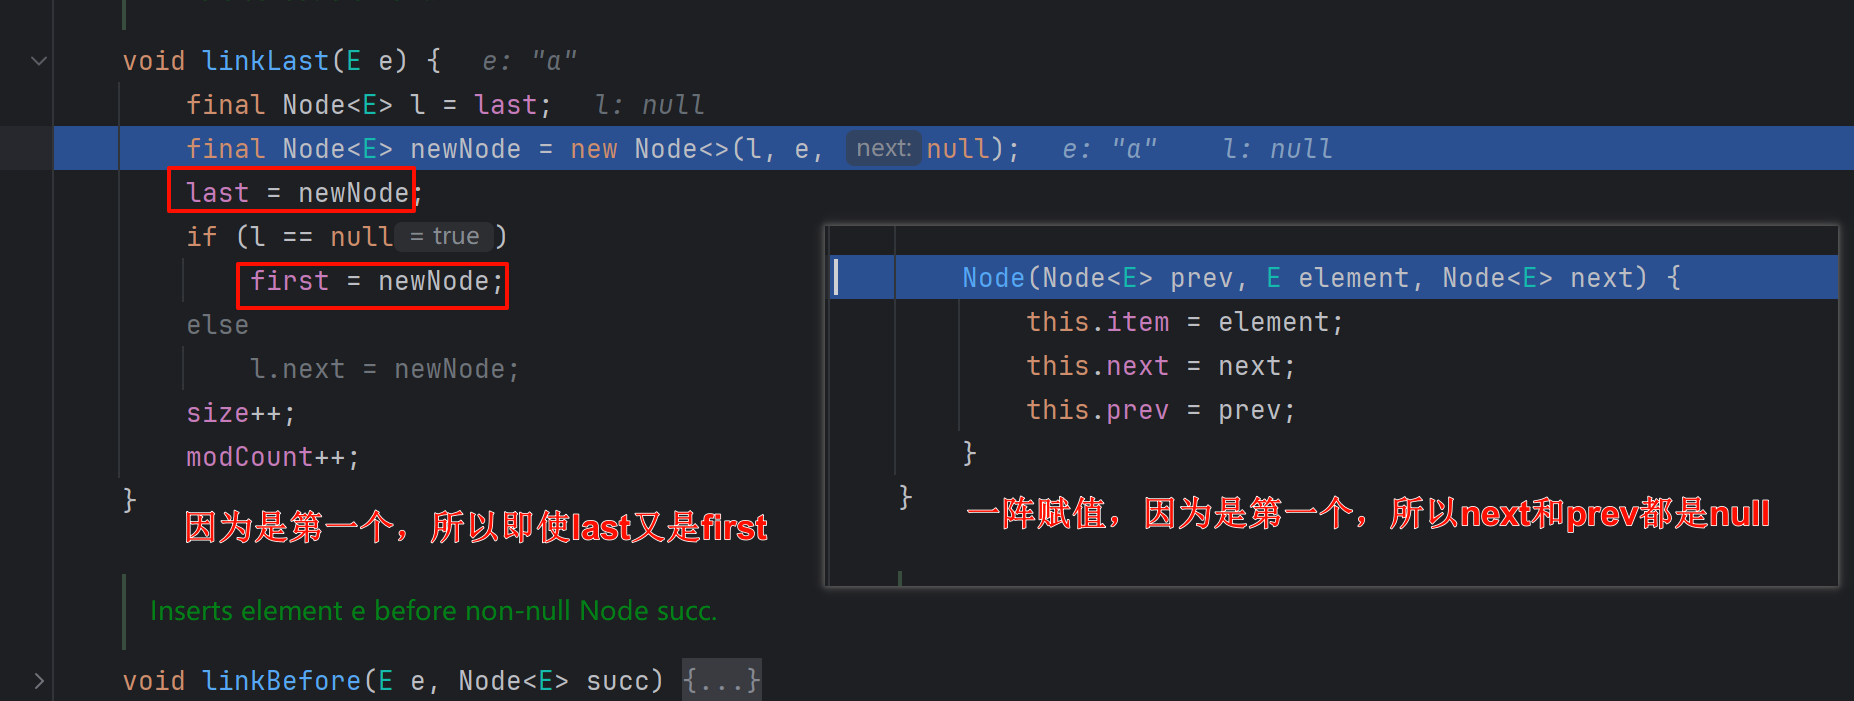 void linkLast(E e) {   e: "a"
final Node<E> l = last;   l: null
final Node<E> newNode = new Node<>(l, e, next: null);   e: "a"   l: null
last = newNode;
if (l == null = true )
first = newNode;
else
l.next = newNode;
size++;
modCount++;
}
因为是第一个，所以即使last又是first
Node(Node<E> prev, E element, Node<E> next) {
this.item = element;
this.next = next;
this.prev = prev;
}
}
一阵赋值，因为是第一个，所以next和prev都是null
Inserts element e before non-null Node succ.
void linkBefore(E e, Node<E> succ) {...}